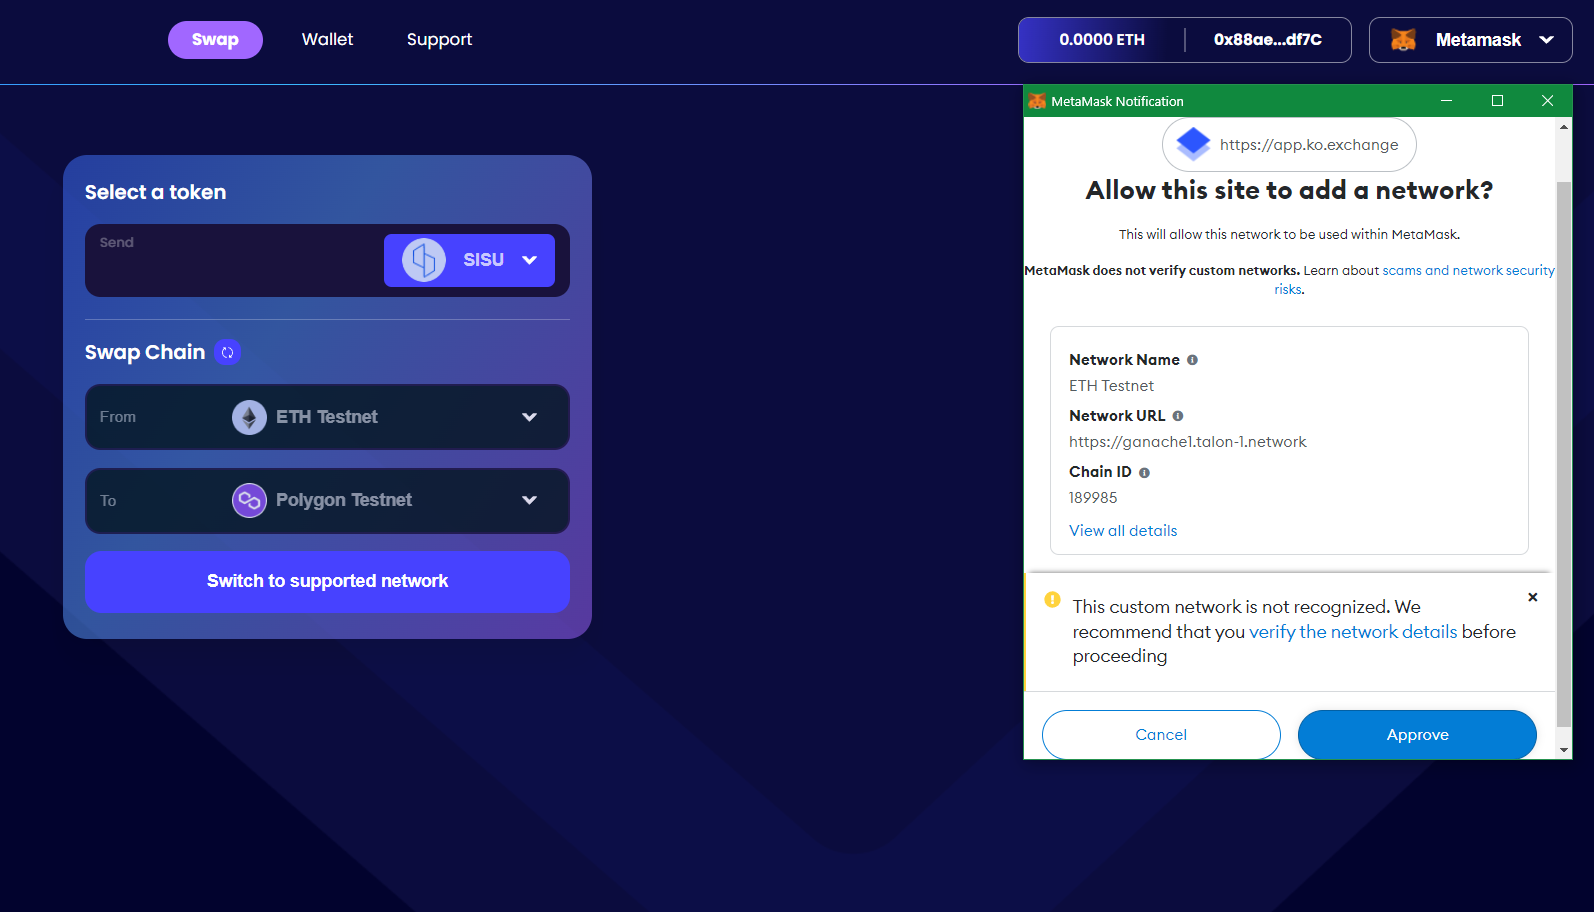 Swap
Wallet
Support
0.0000 ETH
0x88ae...df7C
Metamask
Select a token
Send
SISU
Swap Chain
From
ETH Testnet
To
Polygon Testnet
Switch to supported network
MetaMask Notification
https://app.ko.exchange
Allow this site to add a network?
This will allow this network to be used within MetaMask.
MetaMask does not verify custom networks. Learn about scams and network security
risks.
Network Name
ETH Testnet
Network URL
https://ganache1.talon-1.network
Chain ID
189985
View all details
This custom network is not recognized. We
recommend that you verify the network details before
proceeding
Cancel
Approve